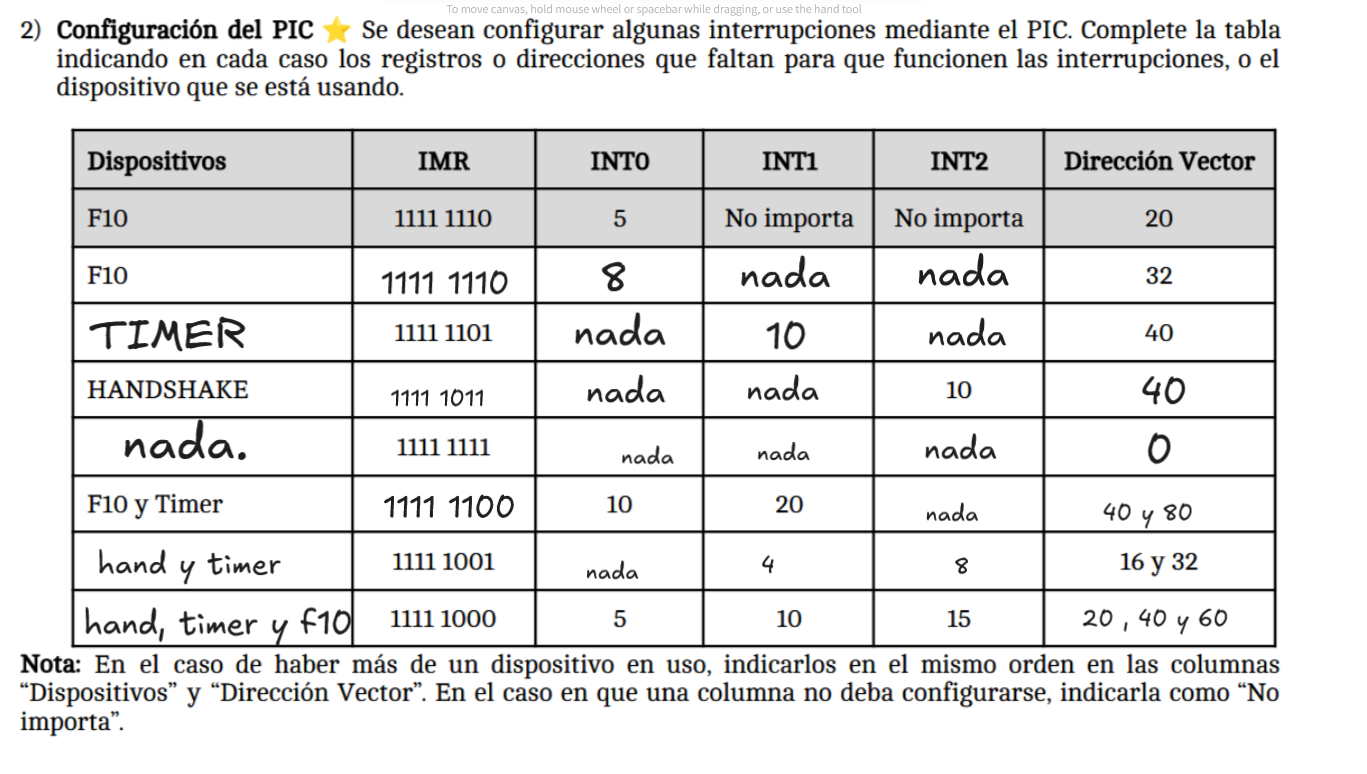 To move canvas, hold mouse wheel or spacebar while dragging, or use the hand tool
2) Configuración del PIC ⭐ Se desean configurar algunas interrupciones mediante el PIC. Complete la tabla
indicando en cada caso los registros o direcciones que faltan para que funcionen las interrupciones, o el
dispositivo que se está usando.
Dispositivos IMR INT0 INT1 INT2 Dirección Vector
F10 1111 1110 5 No importa No importa 20
F10 1111 1110 8 nada nada 32
TIMER 1111 1101 nada 10 nada 40
HANDSHAKE 1111 1011 nada nada 10 40
nada. 1111 1111 nada nada nada 0
F10 y Timer 1111 1100 10 20 nada 40 y 80
hand y timer 1111 1001 nada 4 8 16 y 32
hand, timer y f10 1111 1000 5 10 15 20 , 40 y 60
Nota: En el caso de haber más de un dispositivo en uso, indicarlos en el mismo orden en las columnas
“Dispositivos” y “Dirección Vector”. En el caso en que una columna no deba configurarse, indicarla como “No
importa”.